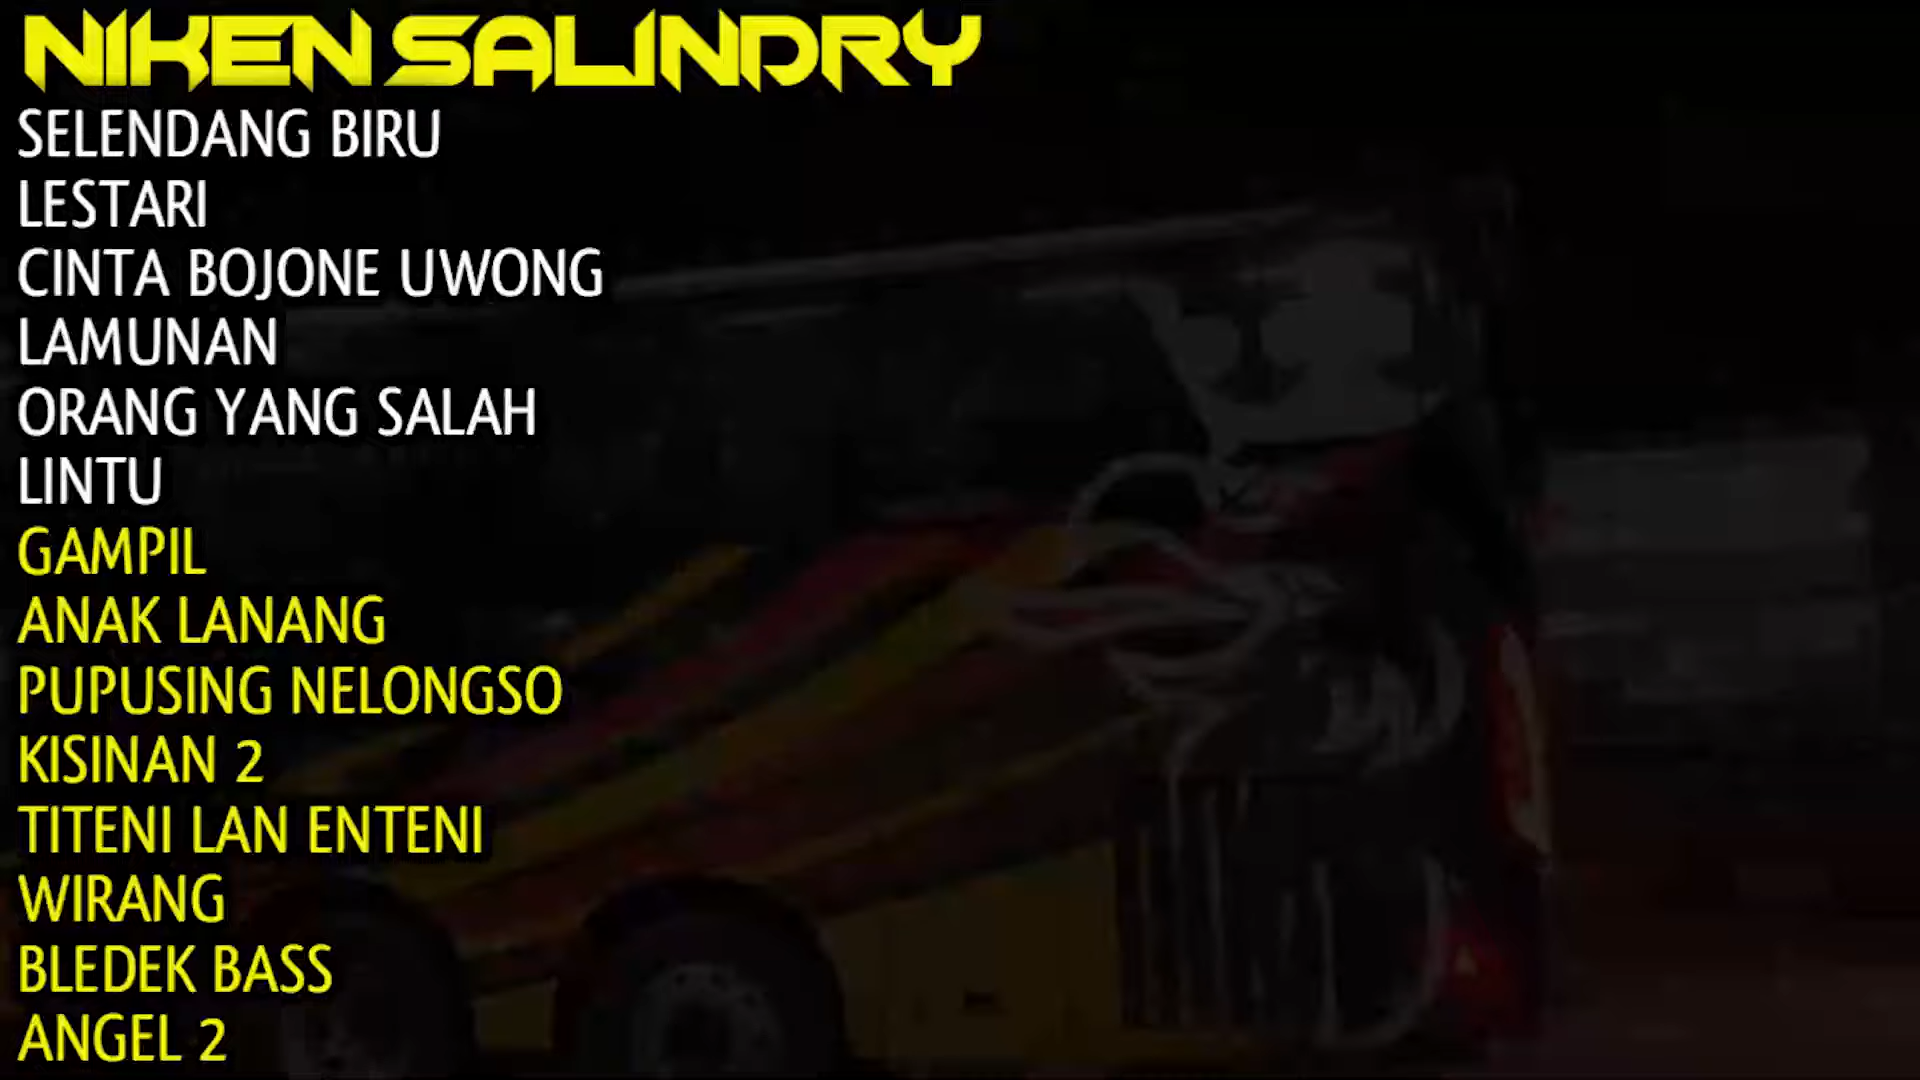 NIKEN SALINDRY
SELENDANG BIRU
LESTARI
CINTA BOJONE UWONG
LAMUNAN
ORANG YANG SALAH
LINTU
GAMPIL
ANAK LANANG
PUPUSING NELONGSO
KISINAN 2
TITENI LAN ENTENI
WIRANG
BLEDEK BASS
ANGEL 2